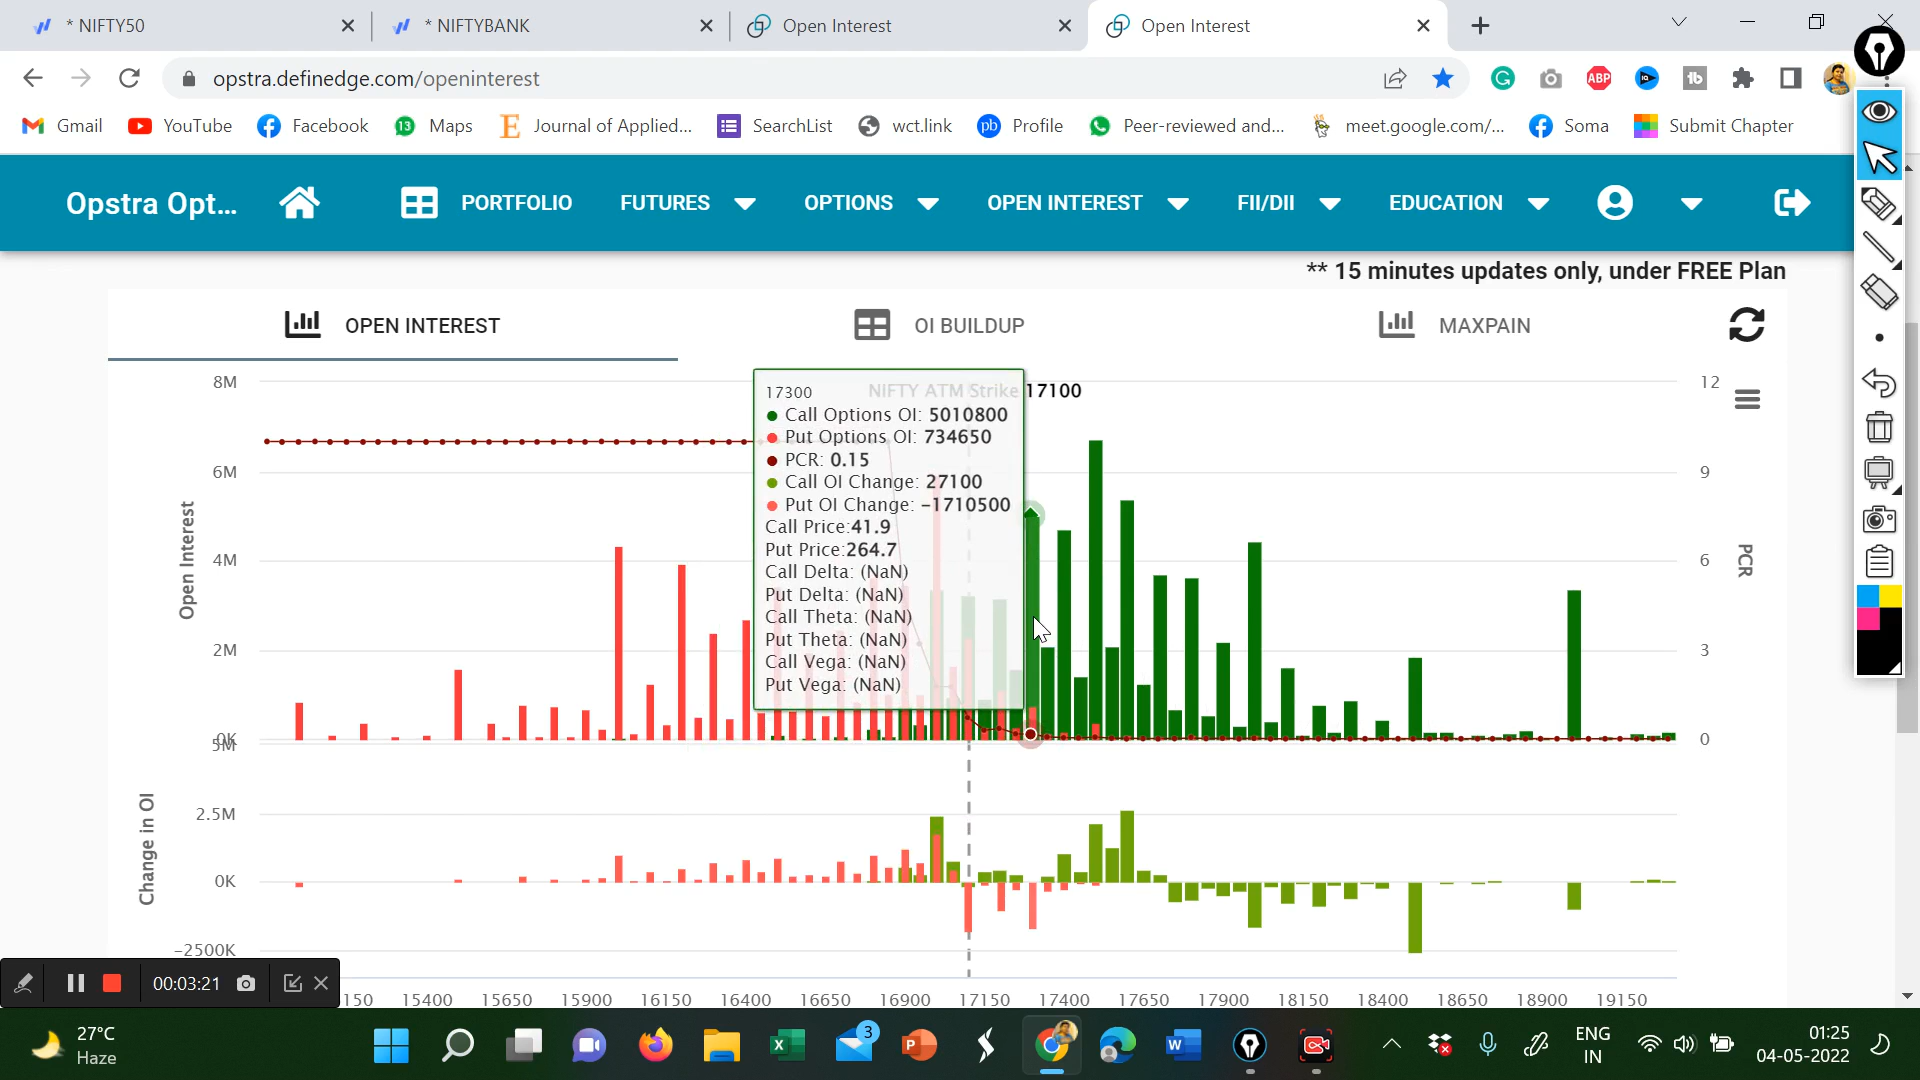 * NIFTY50
* NIFTYBANK
Open Interest
Open Interest
opstra.definedge.com/openinterest
ABP
Gmail
YouTube
Facebook
13 Maps
Journal of Applied...
SearchList
wct.link
pb Profile
Peer-reviewed and...
meet.google.com/...
Soma
Submit Chapter
Opstra Opt...
PORTFOLIO
FUTURES
OPTIONS
OPEN INTEREST
FII/DII
EDUCATION
** 15 minutes updates only, under FREE Plan
OPEN INTEREST
OI BUILDUP
MAXPAIN
NIFTY ATM Strike 17100
17300
Call Options OI: 5010800
Put Options OI: 734650
PCR: 0.15
Call OI Change: 27100
Put OI Change: -1710500
Call Price:41.9
Put Price:264.7
Call Delta: (NaN)
Put Delta: (NaN)
Call Theta: (NaN)
Put Theta: (NaN)
Call Vega: (NaN)
Put Vega: (NaN)
Open Interest
8M
6M
4M
2M
0K
12
9
6
3
0
PCR
Change in OI
5M
2.5M
0K
-2500K
150 15400 15650 15900 16150 16400 16650 16900 17150 17400 17650 17900 18150 18400 18650 18900 19150
00:03:21
27°C
Haze
3
ENG
IN
01:25
04-05-2022